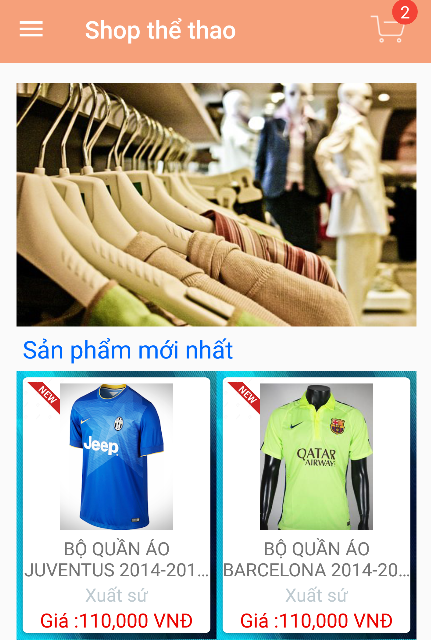 Shop thể thao
2
Sản phẩm mới nhất
NEW
NEW
Jeep
QATAR
AIRWAYS
BỘ QUẦN ÁO
JUVENTUS 2014-201...
BỘ QUẦN ÁO
BARCELONA 2014-20...
Xuất sứ
Xuất sứ
Giá :110,000 VNĐ
Giá :110,000 VNĐ